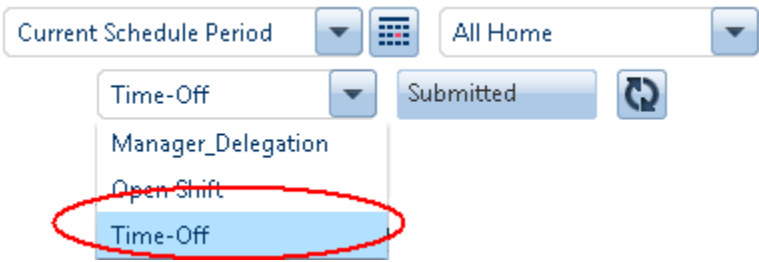 Current Schedule Period All Home
Time-Off Submitted
Manager_Delegation
Open Shift
Time-Off